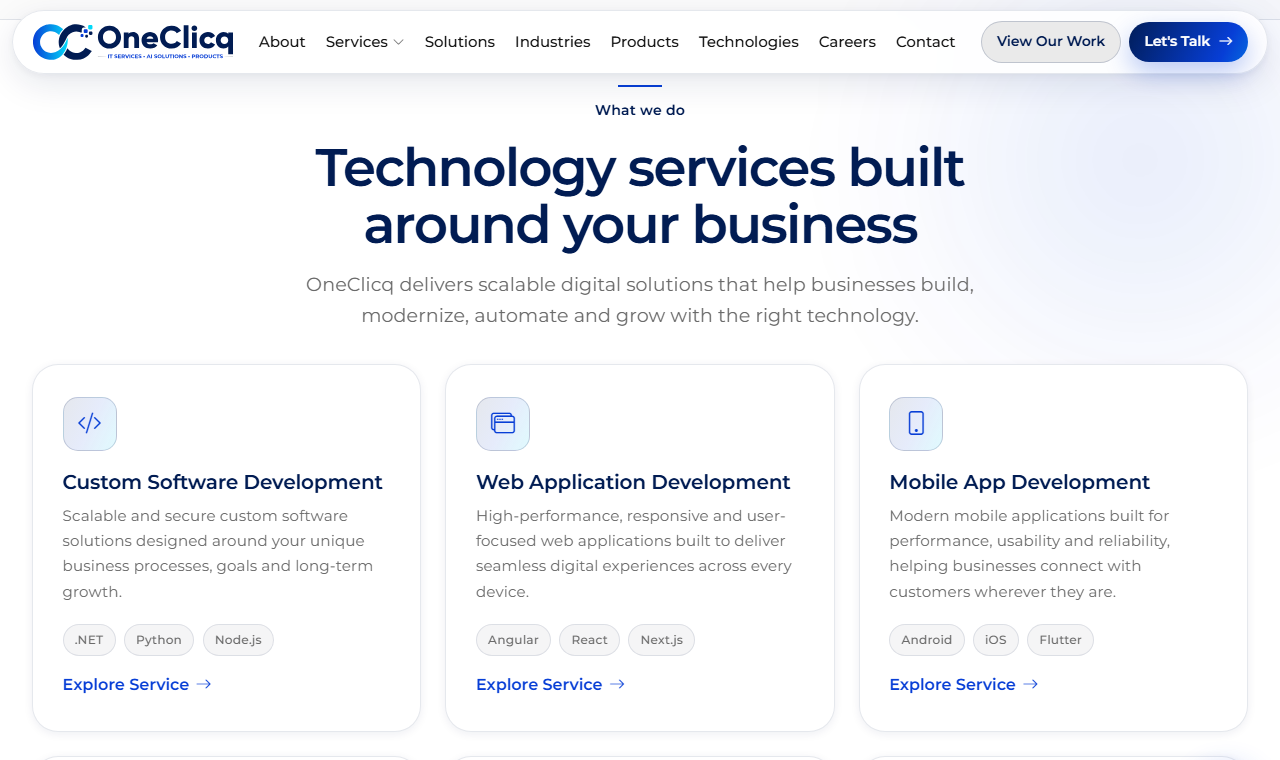 OneClicq
IT SERVICES • AI SOLUTIONS • PRODUCTS
About
Services
Solutions
Industries
Products
Technologies
Careers
Contact
View Our Work
Let's Talk
What we do
Technology services built
around your business
OneClicq delivers scalable digital solutions that help businesses build,
modernize, automate and grow with the right technology.
Custom Software Development
Scalable and secure custom software
solutions designed around your unique
business processes, goals and long-term
growth.
.NET
Python
Node.js
Explore Service
Web Application Development
High-performance, responsive and user-
focused web applications built to deliver
seamless digital experiences across every
device.
Angular
React
Next.js
Explore Service
Mobile App Development
Modern mobile applications built for
performance, usability and reliability,
helping businesses connect with
customers wherever they are.
Android
iOS
Flutter
Explore Service